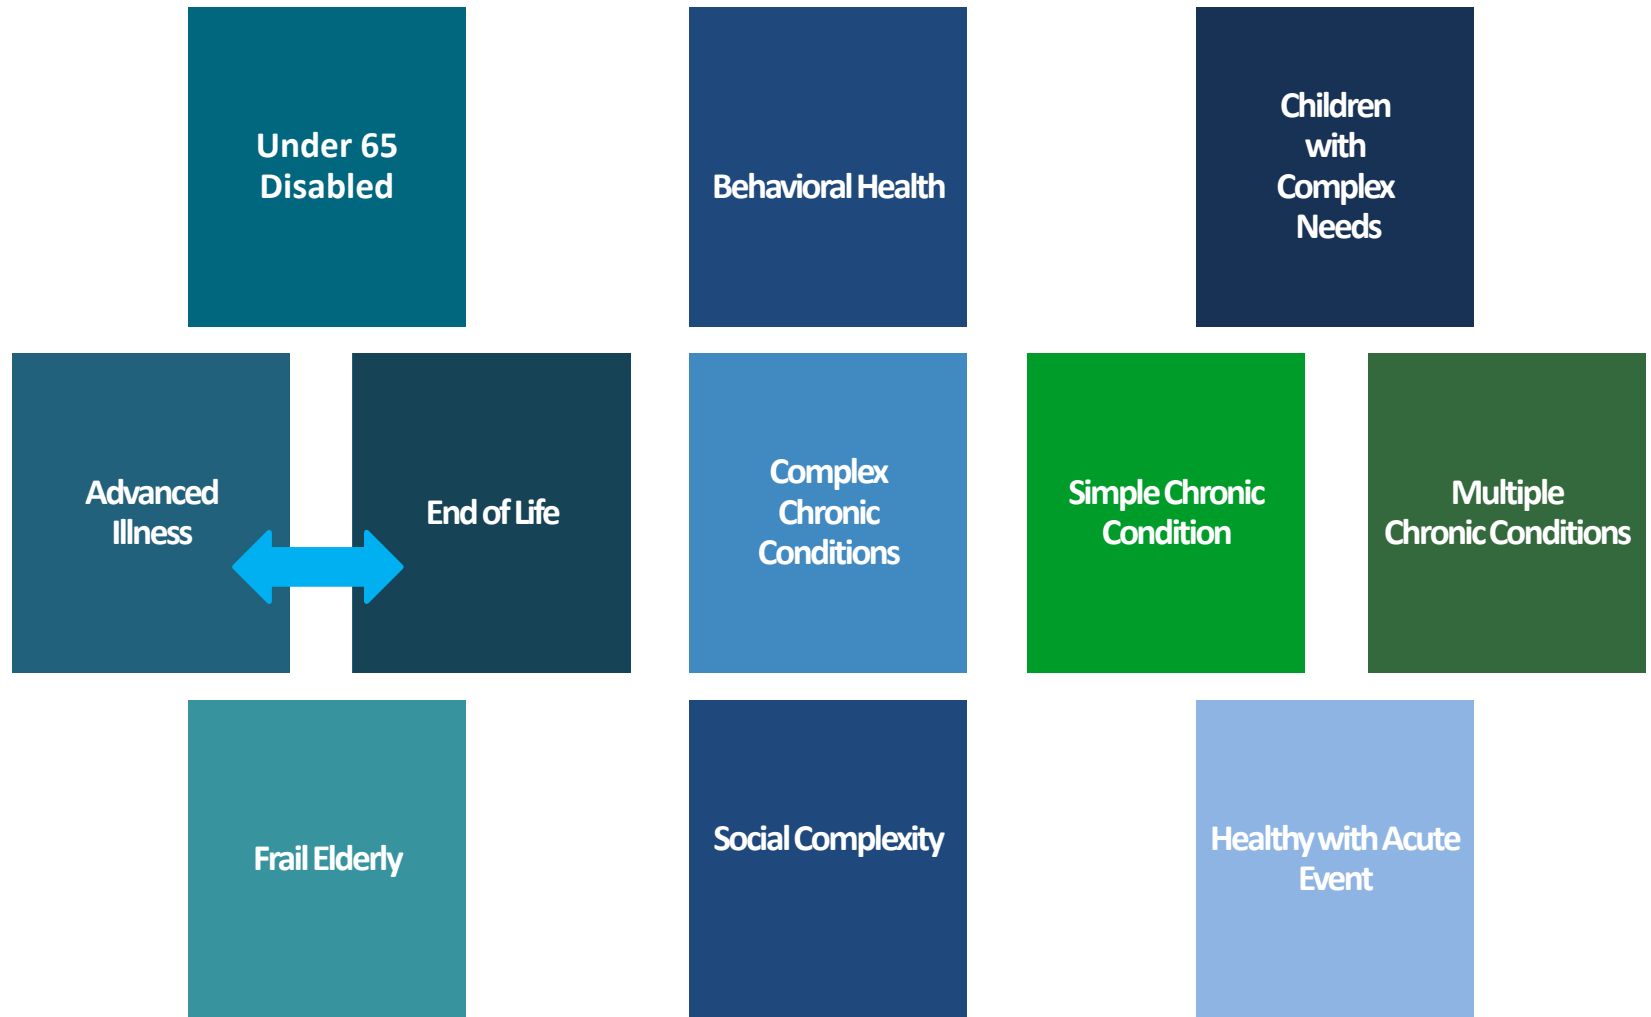 Under 65
Disabled
Behavioral Health
Children
with
Complex
Needs
Advanced
Illness
End of Life
Complex
Chronic
Conditions
Simple Chronic
Condition
Multiple
Chronic Conditions
Frail Elderly
Social Complexity
Healthy with Acute
Event